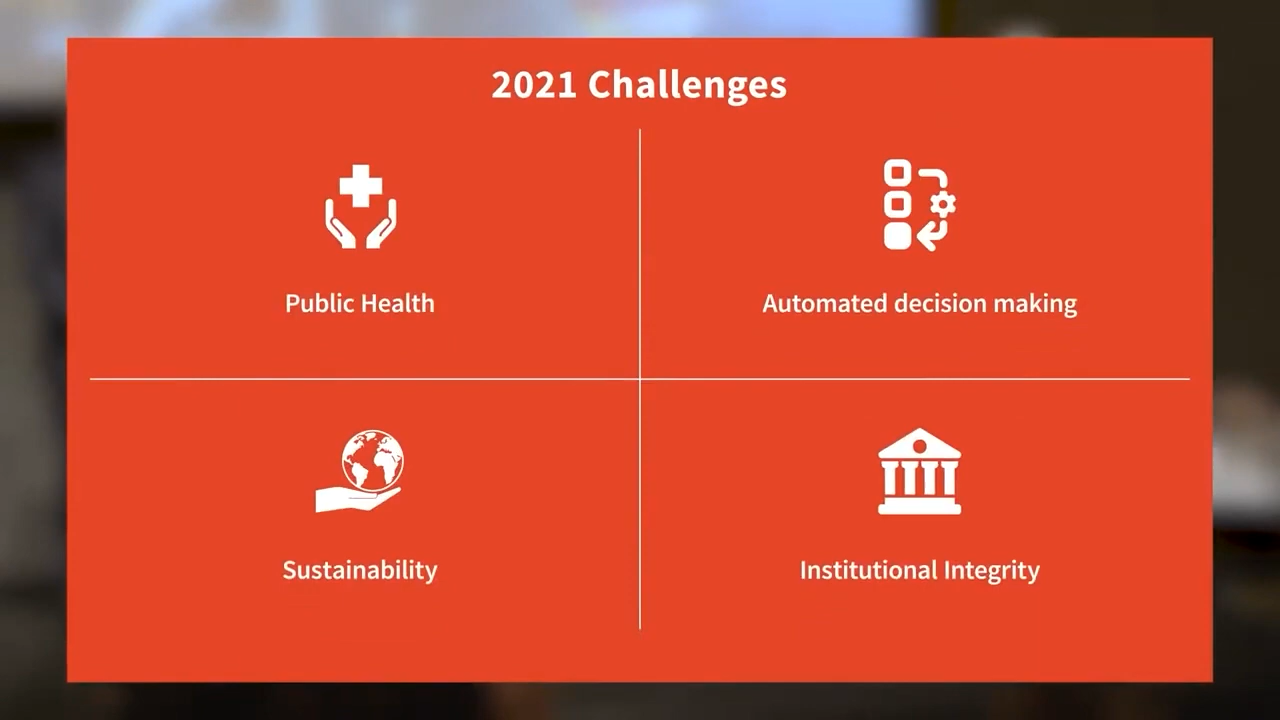 2021 Challenges
Public Health
Automated decision making
Sustainability
Institutional Integrity